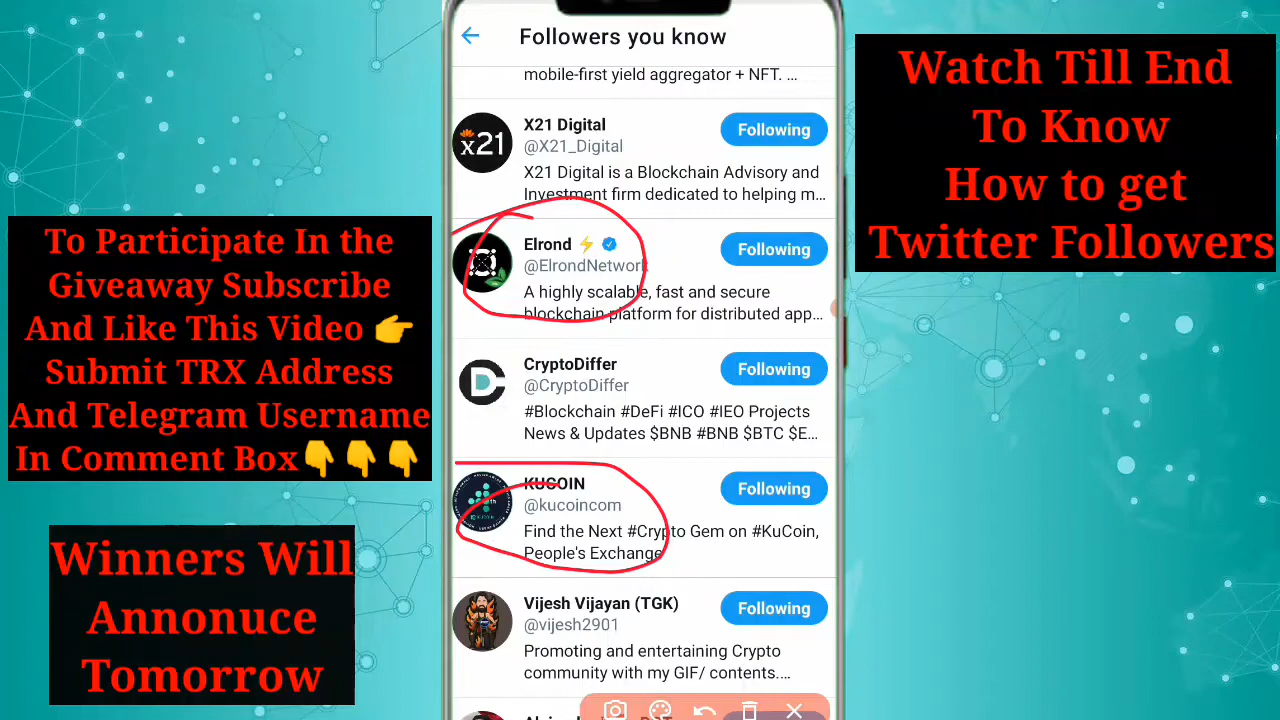 Followers you know
mobile-first yield aggregator + NFT. ...
x21
X21 Digital
@X21_Digital
Following
X21 Digital is a Blockchain Advisory and
Investment firm dedicated to helping m...
Elrond ⚡
@ElrondNetwork
Following
A highly scalable, fast and secure
blockchain platform for distributed app...
CryptoDiffer
@CryptoDiffer
Following
#Blockchain #DeFi #ICO #IEO Projects
News & Updates $BNB #BNB $BTC $E...
KUCOIN
@kucoincom
Following
Find the Next #Crypto Gem on #KuCoin,
People's Exchange
Vijesh Vijayan (TGK)
@vijesh2901
Following
Promoting and entertaining Crypto
community with my GIF/ contents....
To Participate In the
Giveaway Subscribe
And Like This Video 👉
Submit TRX Address
And Telegram Username
In Comment Box👇👇👇
Winners Will
Annonuce
Tomorrow
Watch Till End
To Know
How to get
Twitter Followers